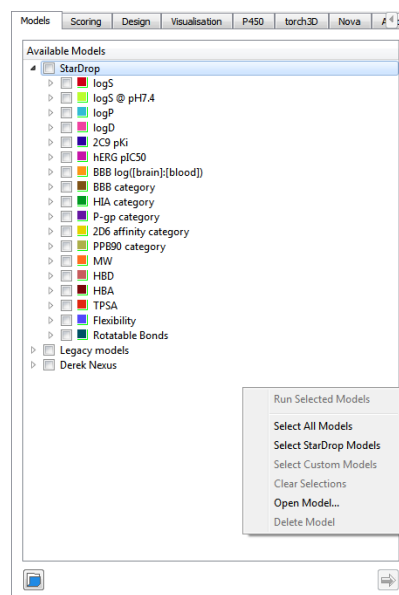 Models Scoring Design Visualisation P450 torch3D Nova
Available Models
StarDrop
logS
logS @ pH7.4
logP
logD
2C9 pKi
hERG pIC50
BBB log([brain]:[blood])
BBB category
HIA category
P-gp category
2D6 affinity category
PPB90 category
MW
HBD
HBA
TPSA
Flexibility
Rotatable Bonds
Legacy models
Derek Nexus
Run Selected Models
Select All Models
Select StarDrop Models
Select Custom Models
Clear Selections
Open Model...
Delete Model